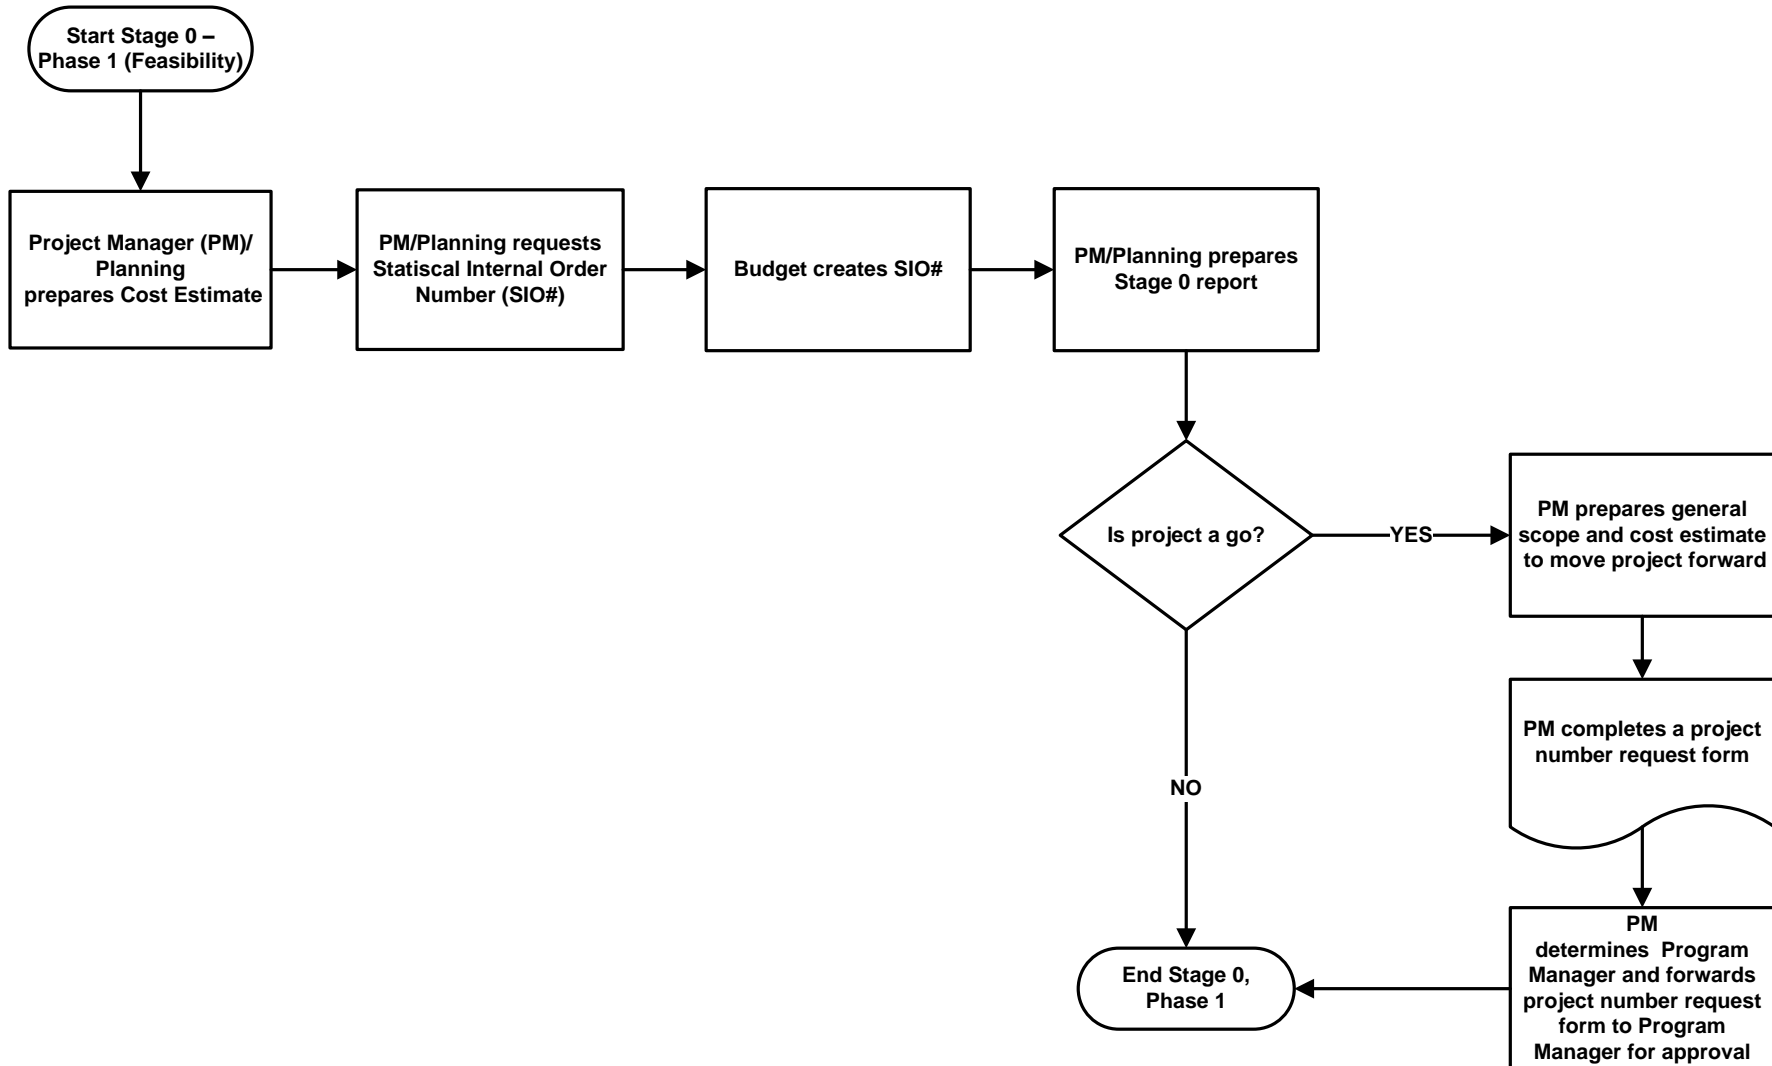 Start Stage 0 –
Phase 1 (Feasibility)
Project Manager (PM)/
Planning
prepares Cost Estimate
PM/Planning requests
Statiscal Internal Order
Number (SIO#)
Budget creates SIO#
PM/Planning prepares
Stage 0 report
Is project a go?
YES
PM prepares general
scope and cost estimate
to move project forward
PM completes a project
number request form
NO
PM
determines  Program
Manager and forwards
project number request
form to Program
Manager for approval
End Stage 0,
Phase 1